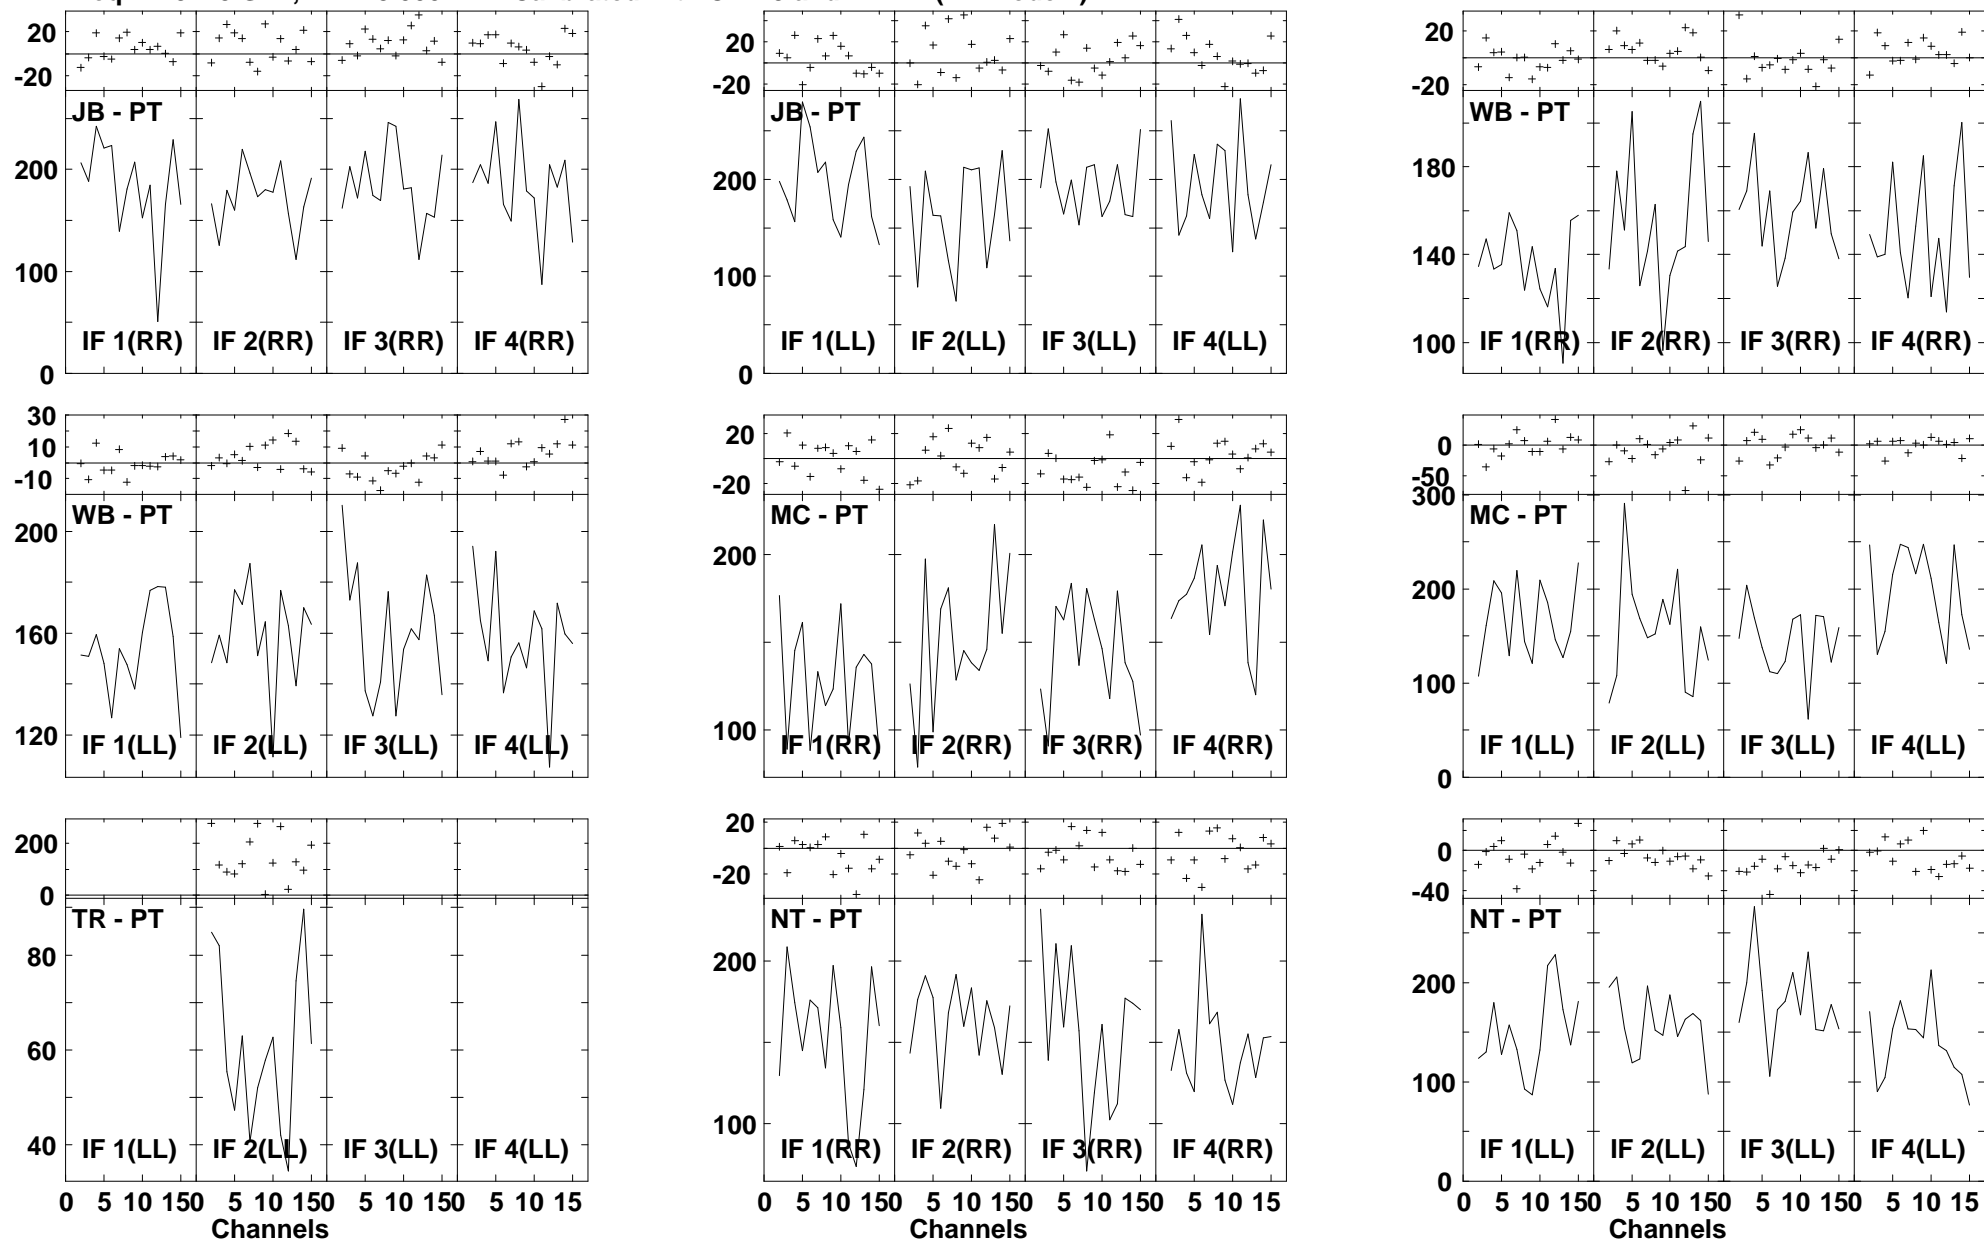 20 20 20
-20 -20 -20
JB - PT JB - PT WB - PT
200 200 180
100 100 140
0 0 100
IF 1(RR) IF 2(RR) IF 3(RR) IF 4(RR) IF 1(LL) IF 2(LL) IF 3(LL) IF 4(LL) IF 1(RR) IF 2(RR) IF 3(RR) IF 4(RR)
30 10 -10 20 -20 0 -50
WB - PT MC - PT MC - PT
200 160 120 200 100 300 200 100 0
IF 1(LL) IF 2(LL) IF 3(LL) IF 4(LL) IF 1(RR) IF 2(RR) IF 3(RR) IF 4(RR) IF 1(LL) IF 2(LL) IF 3(LL) IF 4(LL)
200 0 20 -20 0 -40
TR - PT NT - PT NT - PT
80 60 40 200 100 200 100 0
IF 1(LL) IF 2(LL) IF 3(LL) IF 4(LL) IF 1(RR) IF 2(RR) IF 3(RR) IF 4(RR) IF 1(LL) IF 2(LL) IF 3(LL) IF 4(LL)
0 5 10 150 5 10 150 5 10 150 5 10 15 0 5 10 150 5 10 150 5 10 150 5 10 15 0 5 10 150 5 10 150 5 10 150 5 10 15
Channels Channels Channels